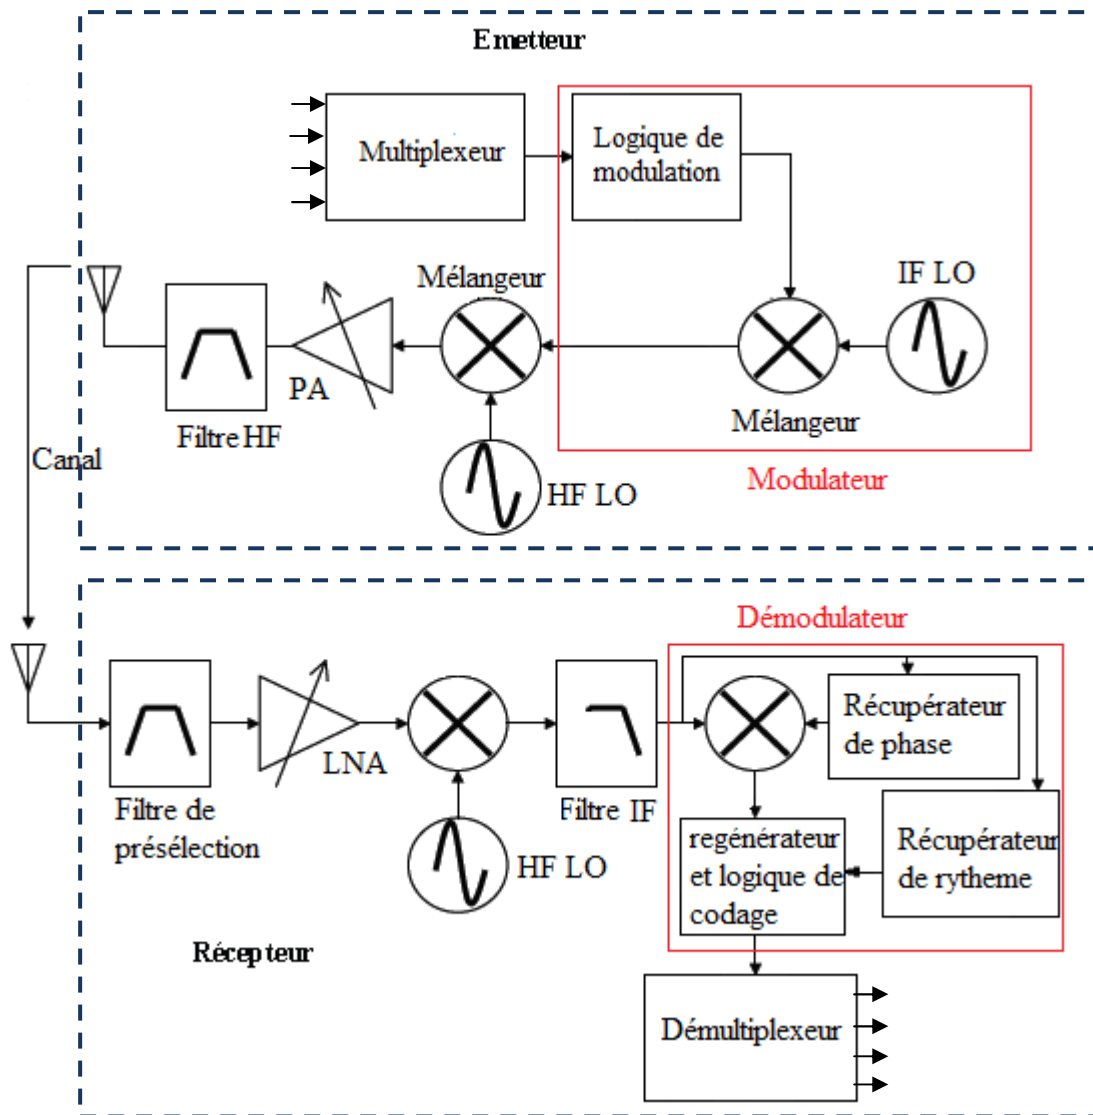 Emetteur
Multiplexeur
Logique de
modulation
Mélangeur
IF LO
PA
Filtre HF
Mélangeur
HF LO
Modulateur
Canal
Démodulateur
Récupérateur
de phase
LNA
Filtre de
présélection
HF LO
Filtre IF
regénérateur
et logique de
codage
Récupérateur
de rytheme
Récepteur
Démultiplexeur